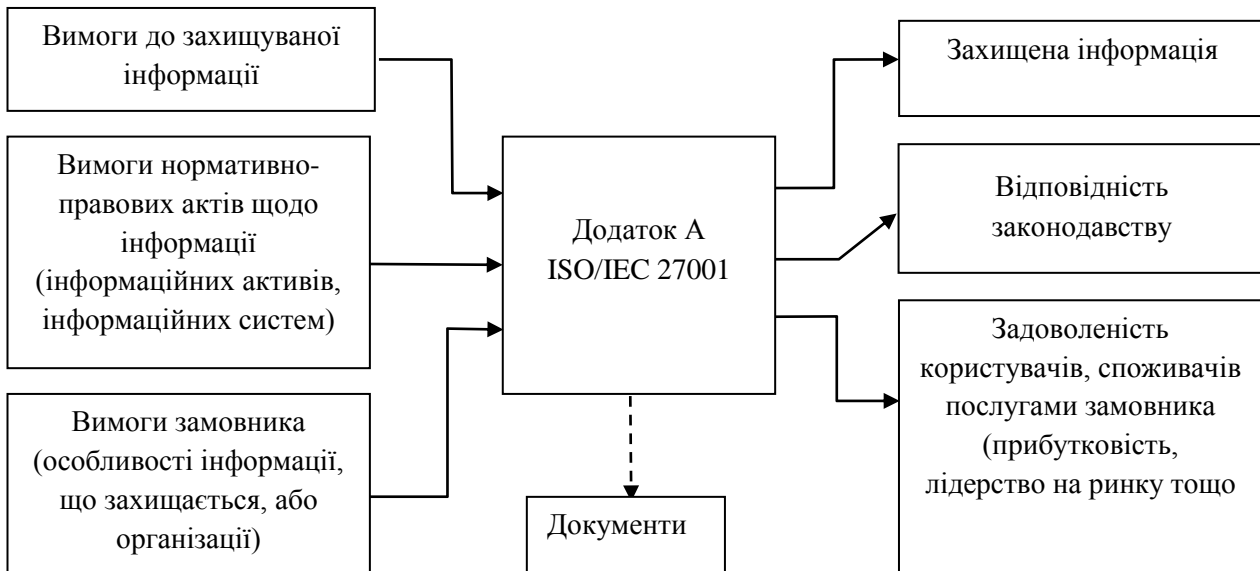 Вимоги до захищуваної
інформації
Вимоги нормативно-
правових актів щодо
інформації
(інформаційних активів,
інформаційних систем)
Вимоги замовника
(особливості інформації,
що захищається, або
організації)
Додаток А
ISO/IEC 27001
Документи
Захищена інформація
Відповідність
законодавству
Задоволеність
користувачів, споживачів
послугами замовника
(прибутковість,
лідерство на ринку тощо